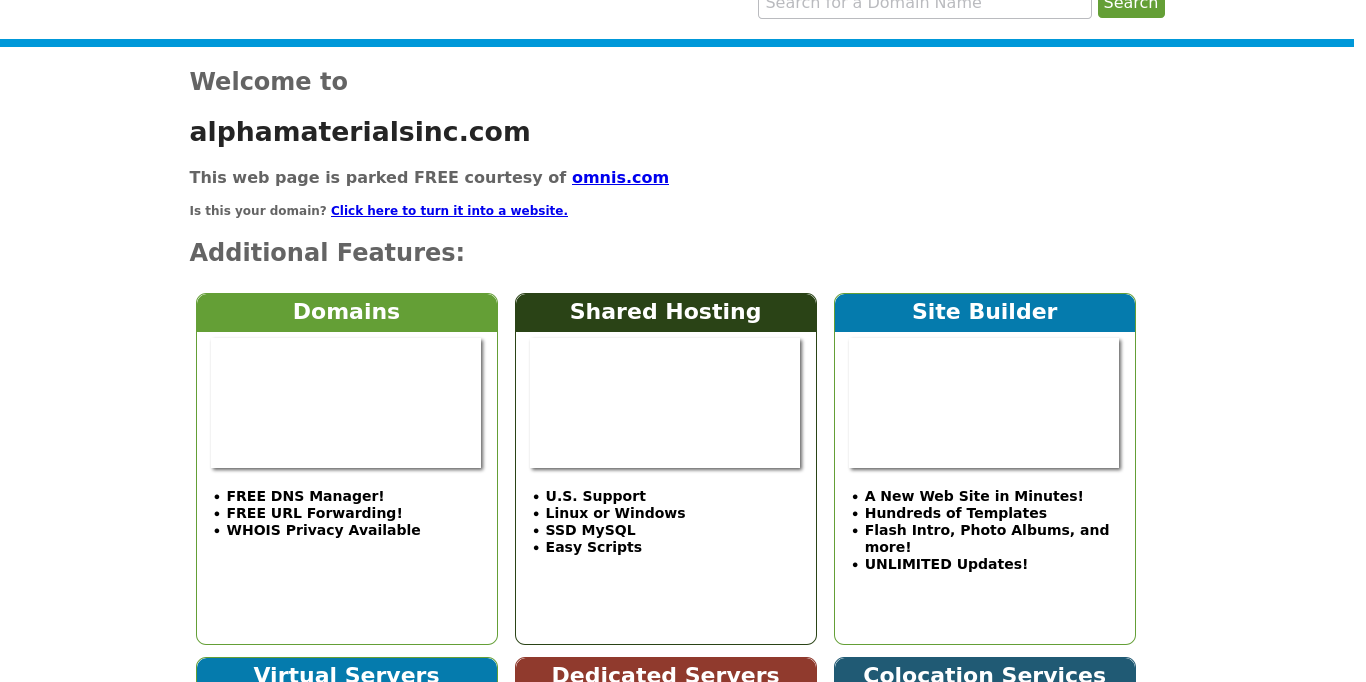 Search for a Domain Name
Search
Welcome to
alphamaterialsinc.com
This web page is parked FREE courtesy of omnis.com
Is this your domain? Click here to turn it into a website.
Additional Features:
Domains
FREE DNS Manager!
FREE URL Forwarding!
WHOIS Privacy Available
Shared Hosting
U.S. Support
Linux or Windows
SSD MySQL
Easy Scripts
Site Builder
A New Web Site in Minutes!
Hundreds of Templates
Flash Intro, Photo Albums, and
more!
UNLIMITED Updates!
Virtual Servers
Dedicated Servers
Colocation Services